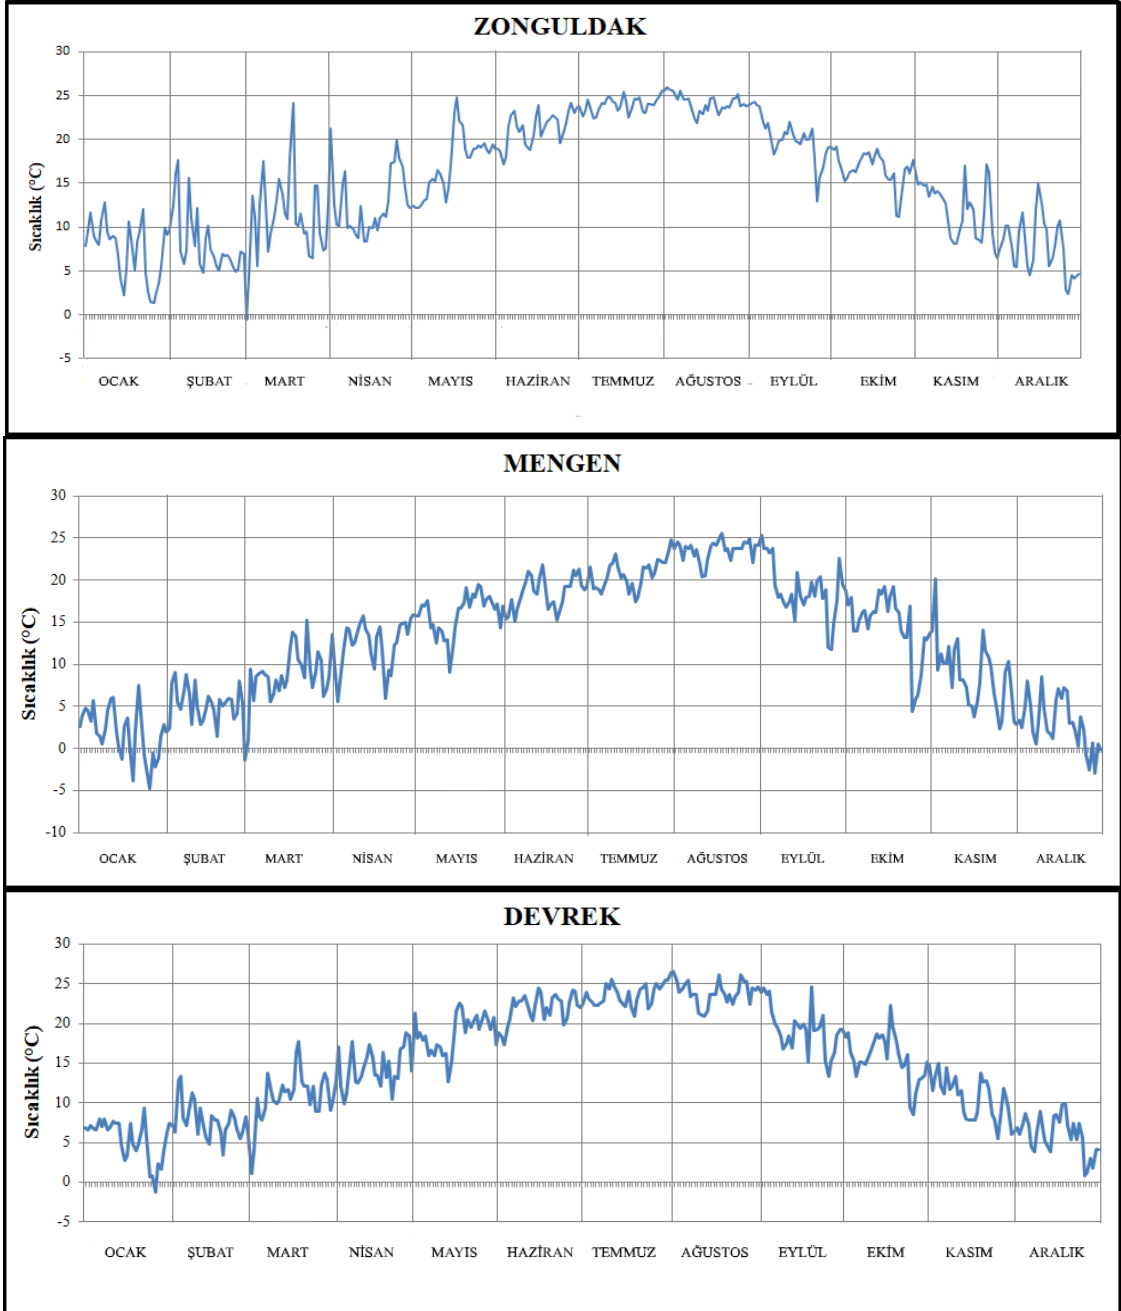 ZONGULDAK
30
25
20
15
10
5
0
-5
Sıcaklık (°C)
OCAK ŞUBAT MART NİSAN MAYIS HAZİRAN TEMMUZ AĞUSTOS EYLÜL EKİM KASIM ARALIK
MENGEN
30
25
20
15
10
5
0
-5
-10
Sıcaklık (°C)
OCAK ŞUBAT MART NİSAN MAYIS HAZİRAN TEMMUZ AĞUSTOS EYLÜL EKİM KASIM ARALIK
DEVREK
30
25
20
15
10
5
0
-5
Sıcaklık (°C)
OCAK ŞUBAT MART NİSAN MAYIS HAZİRAN TEMMUZ AĞUSTOS EYLÜL EKİM KASIM ARALIK